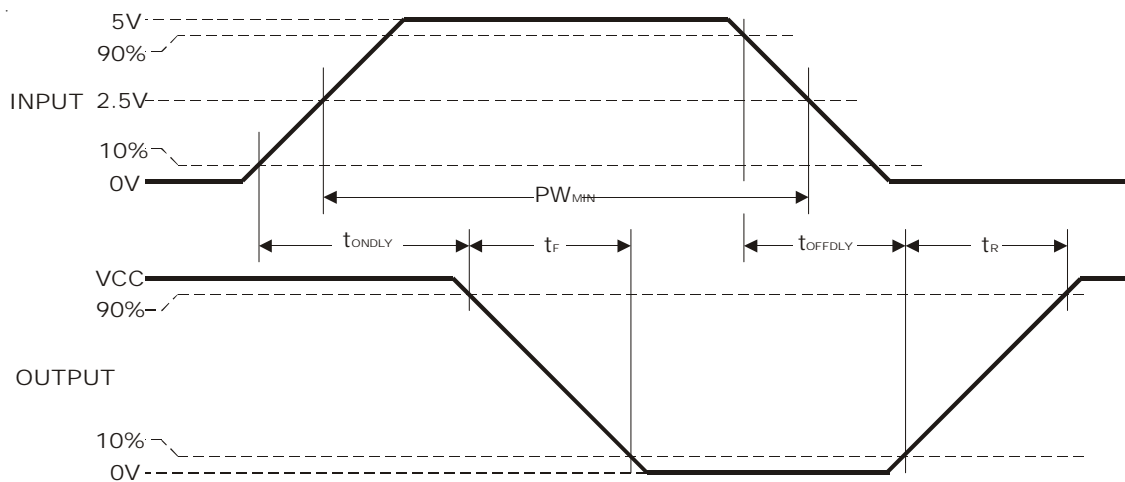 5V
90%
INPUT 2.5V
10%
0V
PWMIN
tONDLY tF tOFFDLY tR
VCC
90%
OUTPUT
10%
0V